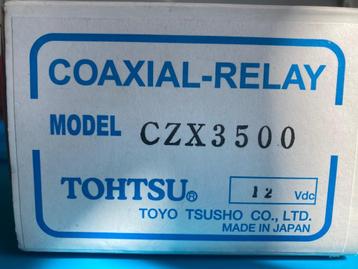 COAXIAL-RELAY
MODEL CZX3500
TOHTSU® 12 Vdc
TOYO TSUSHO CO., LTD.
MADE IN JAPAN